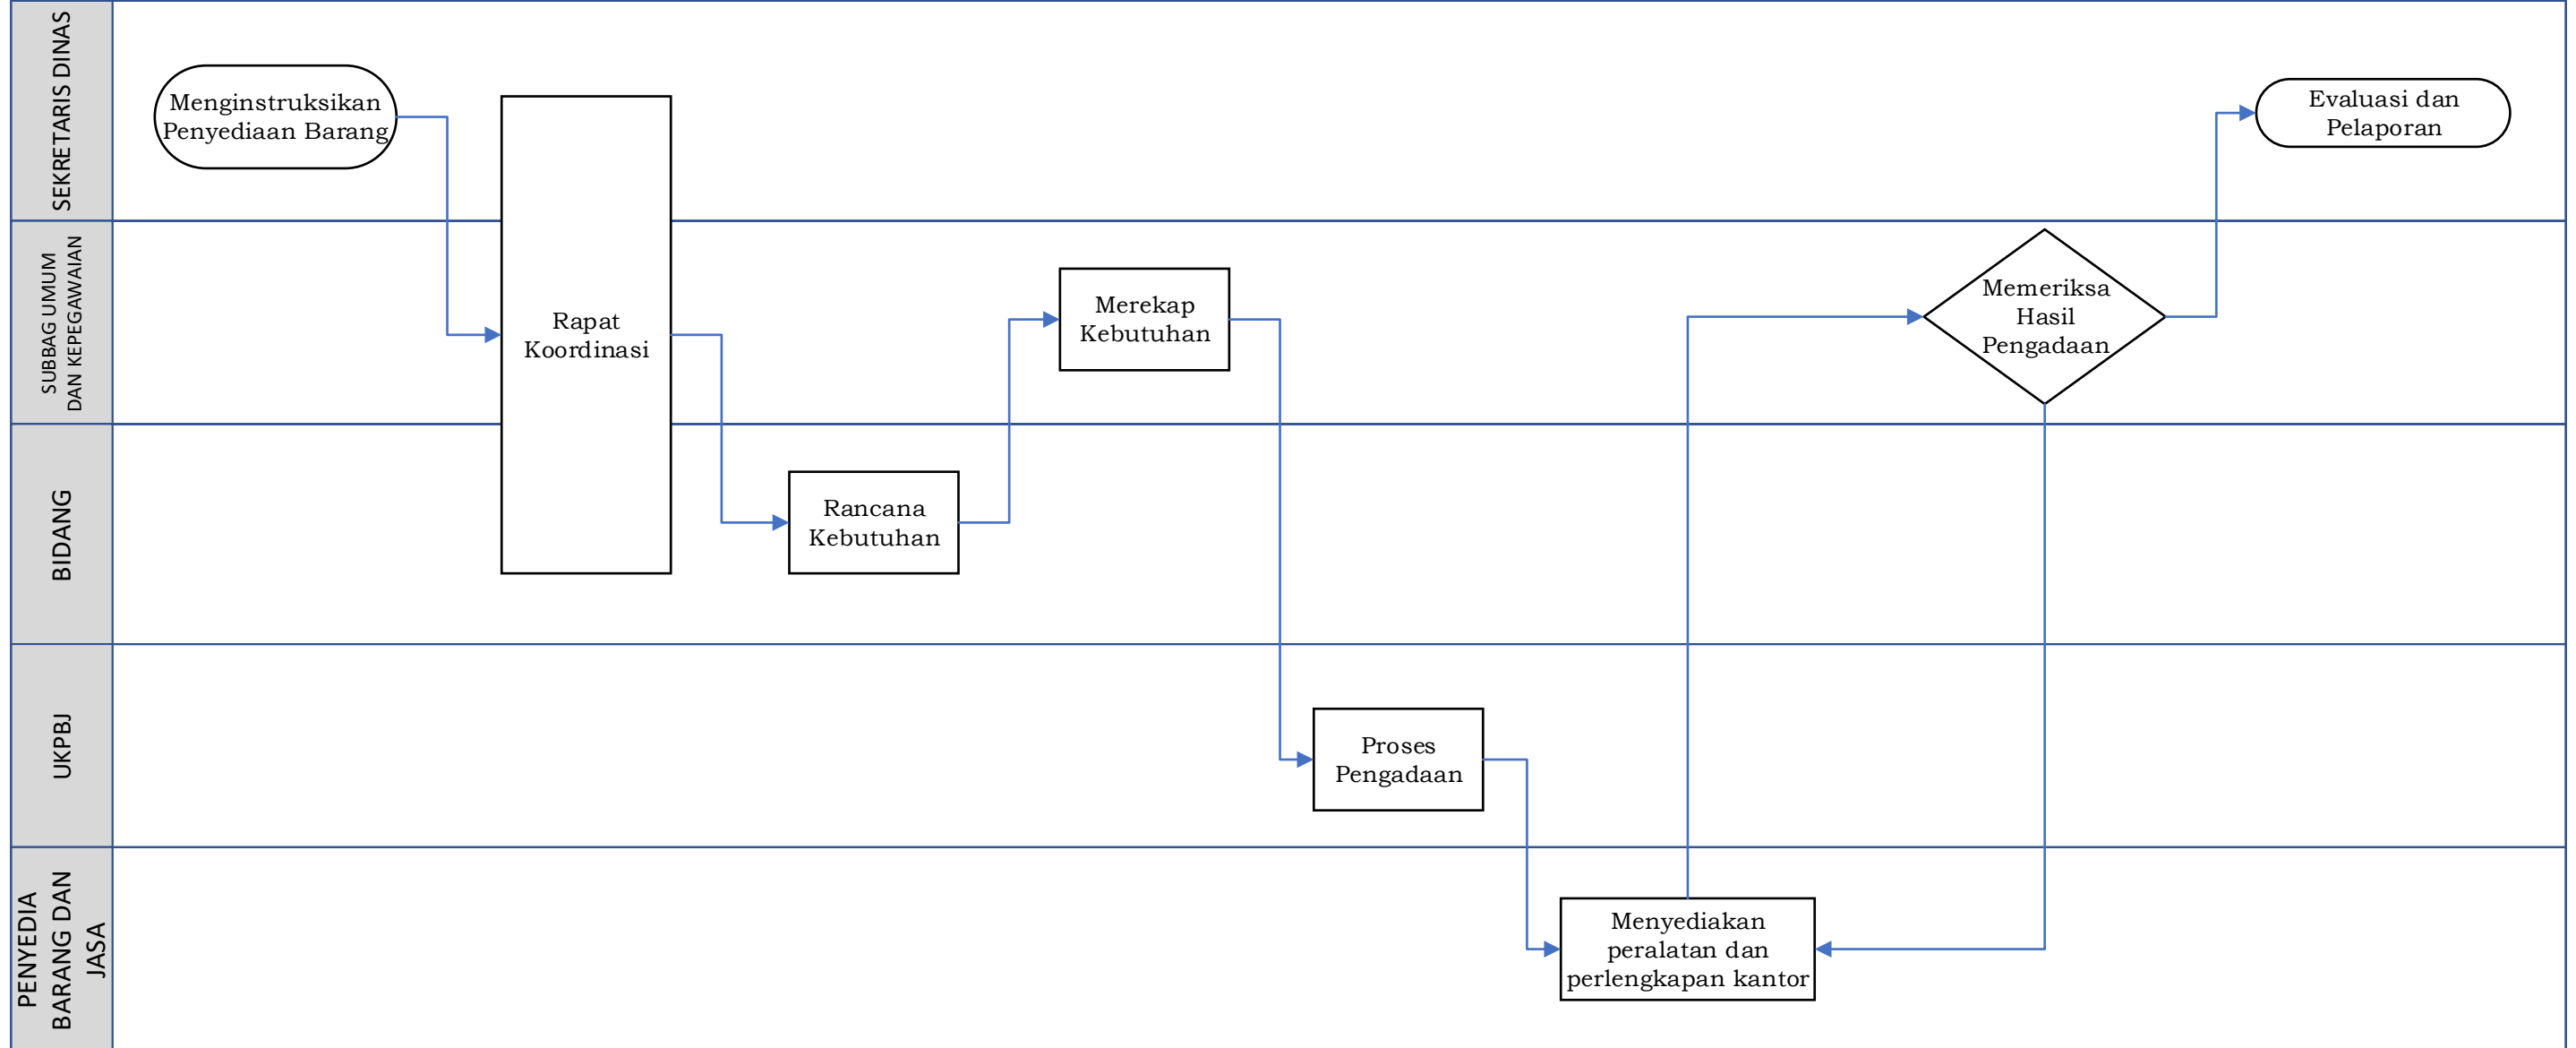 SEKRETARIS DINAS
Menginstruksikan
Penyediaan Barang
Evaluasi dan
Pelaporan
SUBBAG UMUM
DAN KEPEGAWAIAN
Rapat
Koordinasi
Merekap
Kebutuhan
Memeriksa
Hasil
Pengadaan
BIDANG
Rancana
Kebutuhan
UKPBJ
Proses
Pengadaan
PENYEDIA
BARANG DAN
JASA
Menyediakan
peralatan dan
perlengkapan kantor